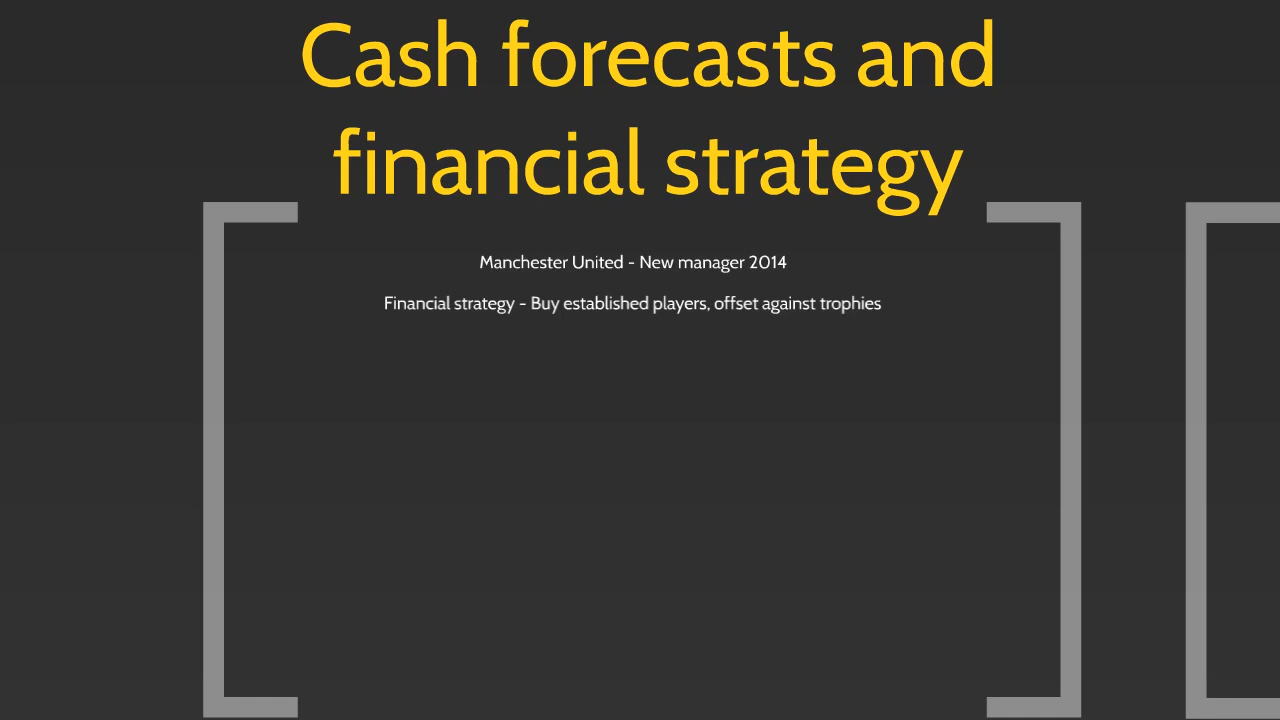 Cash forecasts and
financial strategy
Manchester United - New manager 2014
Financial strategy - Buy established players, offset against trophies